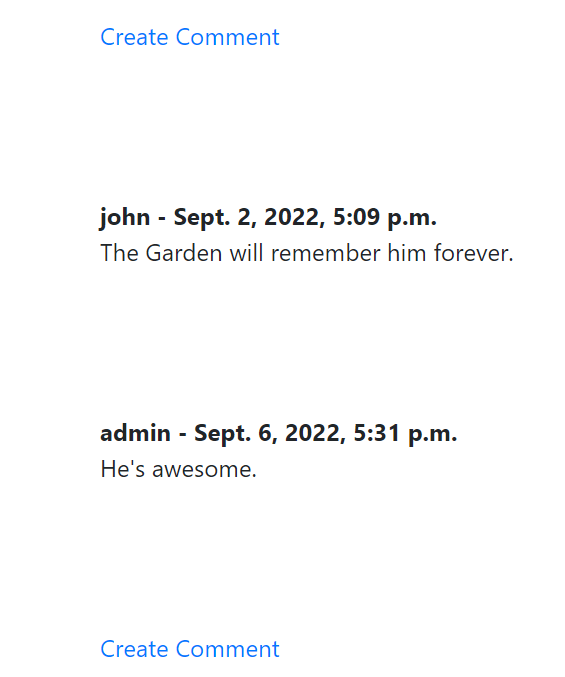 Create Comment
john - Sept. 2, 2022, 5:09 p.m.
The Garden will remember him forever.
admin - Sept. 6, 2022, 5:31 p.m.
He's awesome.
Create Comment